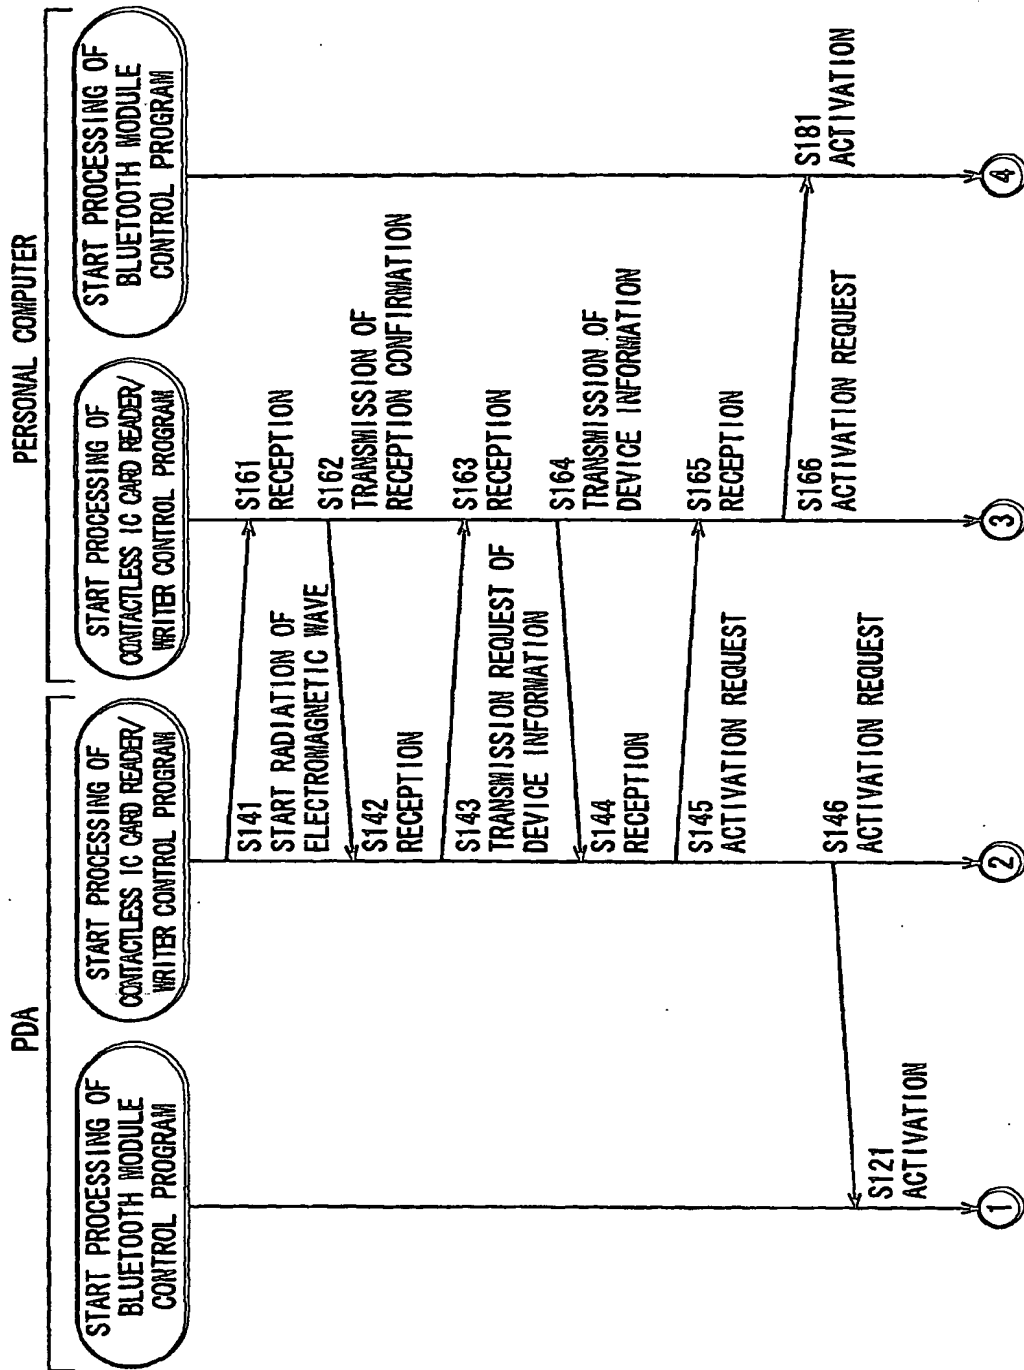 PDA
PERSONAL COMPUTER
START PROCESSING OF
BLUETOOTH MODULE
CONTROL PROGRAM
START PROCESSING OF
CONTACTLESS IC CARD READER/
WRITER CONTROL PROGRAM
START PROCESSING OF
CONTACTLESS IC CARD READER/
WRITER CONTROL PROGRAM
START PROCESSING OF
BLUETOOTH MODULE
CONTROL PROGRAM
S141
START RADIATION OF
ELECTROMAGNETIC WAVE
S161
RECEPTION
S162
TRANSMISSION OF
RECEPTION CONFIRMATION
S142
RECEPTION
S143
TRANSMISSION REQUEST OF
DEVICE INFORMATION
S163
RECEPTION
S164
TRANSMISSION OF
DEVICE INFORMATION
S144
RECEPTION
S145
ACTIVATION REQUEST
S165
RECEPTION
S166
ACTIVATION REQUEST
S181
ACTIVATION
S146
ACTIVATION REQUEST
S121
ACTIVATION
1
2
3
4